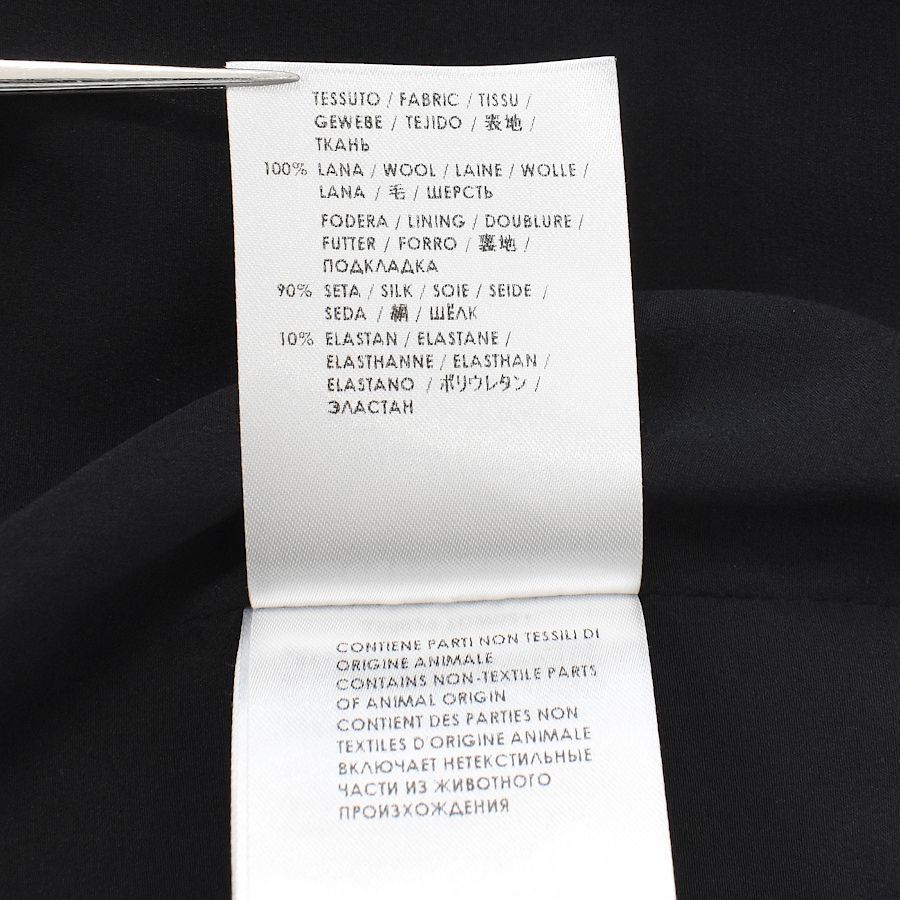 TESSUTO / FABRIC / TISSU /
GEWEBE / TEJIDO / 表地 /
ТКАНЬ
100% LANA / WOOL / LAINE / WOLLE /
LANA / 毛 / ШЕРСТЬ
FODERA / LINING / DOUBLURE /
FUTTER / FORRO / 裏地 /
ПОДКЛАДКА
90% SETA / SILK / SOIE / SEIDE /
SEDA / 絹 / ШЁЛК
10% ELASTAN / ELASTANE /
ELASTHANNE / ELASTHAN /
ELASTANO / ポリウレタン /
ЭЛАСТАН
CONTIENE PARTI NON TESSILI DI
ORIGINE ANIMALE
CONTAINS NON-TEXTILE PARTS
OF ANIMAL ORIGIN
CONTIENT DES PARTIES NON
TEXTILES D'ORIGINE ANIMALE
ВКЛЮЧАЕТ НЕТЕКСТИЛЬНЫЕ
ЧАСТИ ИЗ ЖИВОТНОГО
ПРОИЗХОЖДЕНИЯ